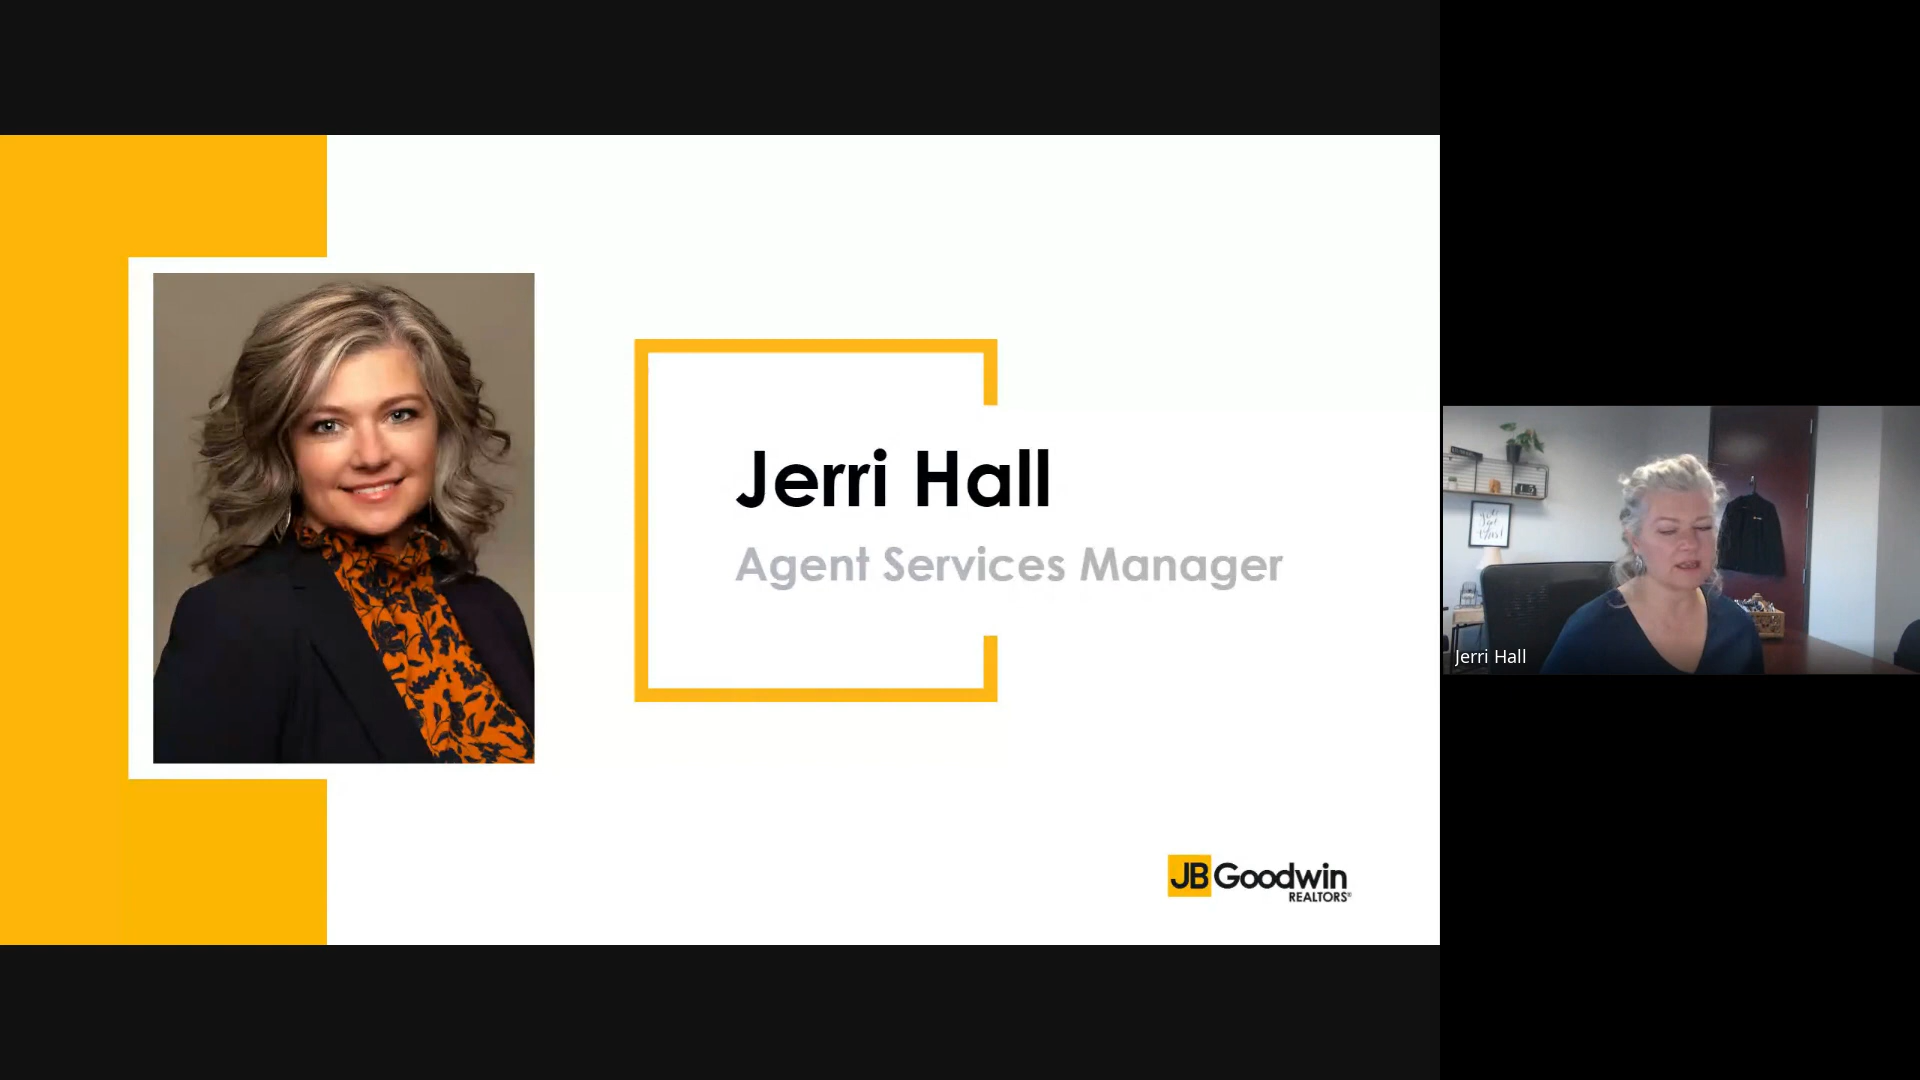 Jerri Hall
Agent Services Manager
JB Goodwin
REALTORS®
Jerri Hall